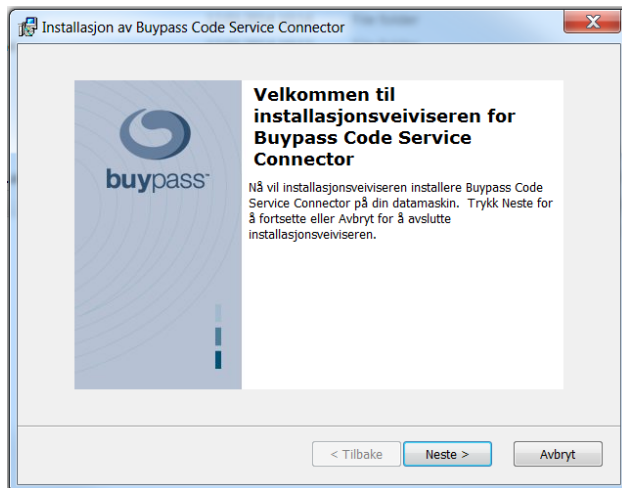 Installasjon av Buypass Code Service Connector
Velkommen til
installasjonsveiviseren for
Buypass Code Service
Connector
buypass
Nå vil installasjonsveiviseren installere Buypass Code
Service Connector på din datamaskin. Trykk Neste for
å fortsette eller Avbryt for å avslutte
installasjonsveiviseren.
< Tilbake
Neste >
Avbryt